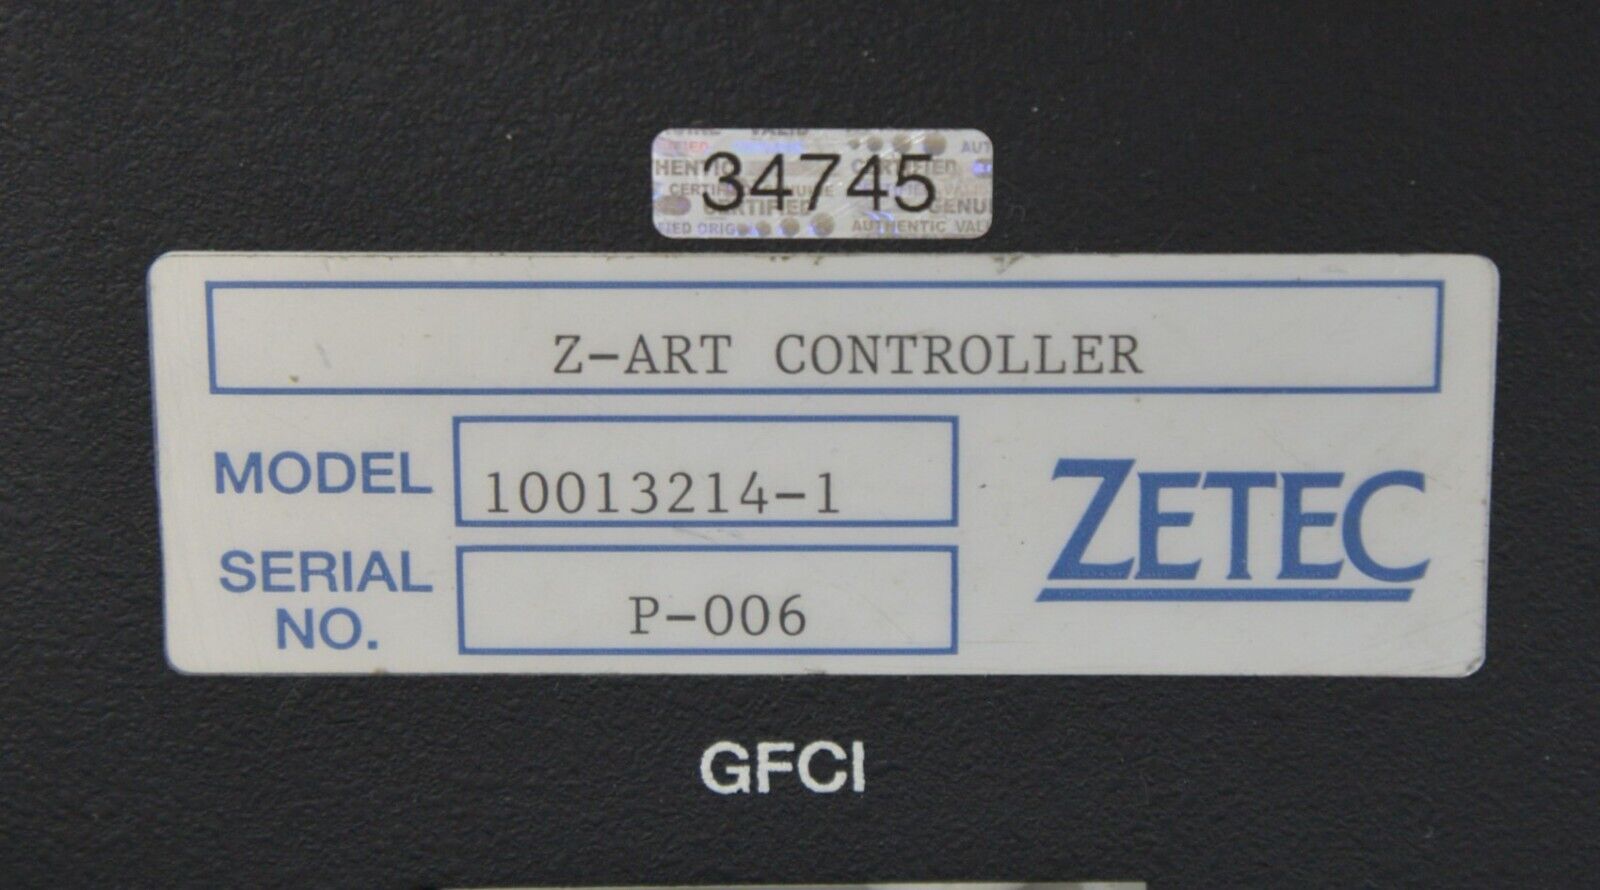 34745
Z-ART CONTROLLER
MODEL 10013214-1
ZETEC
SERIAL NO. P-006
GFCI